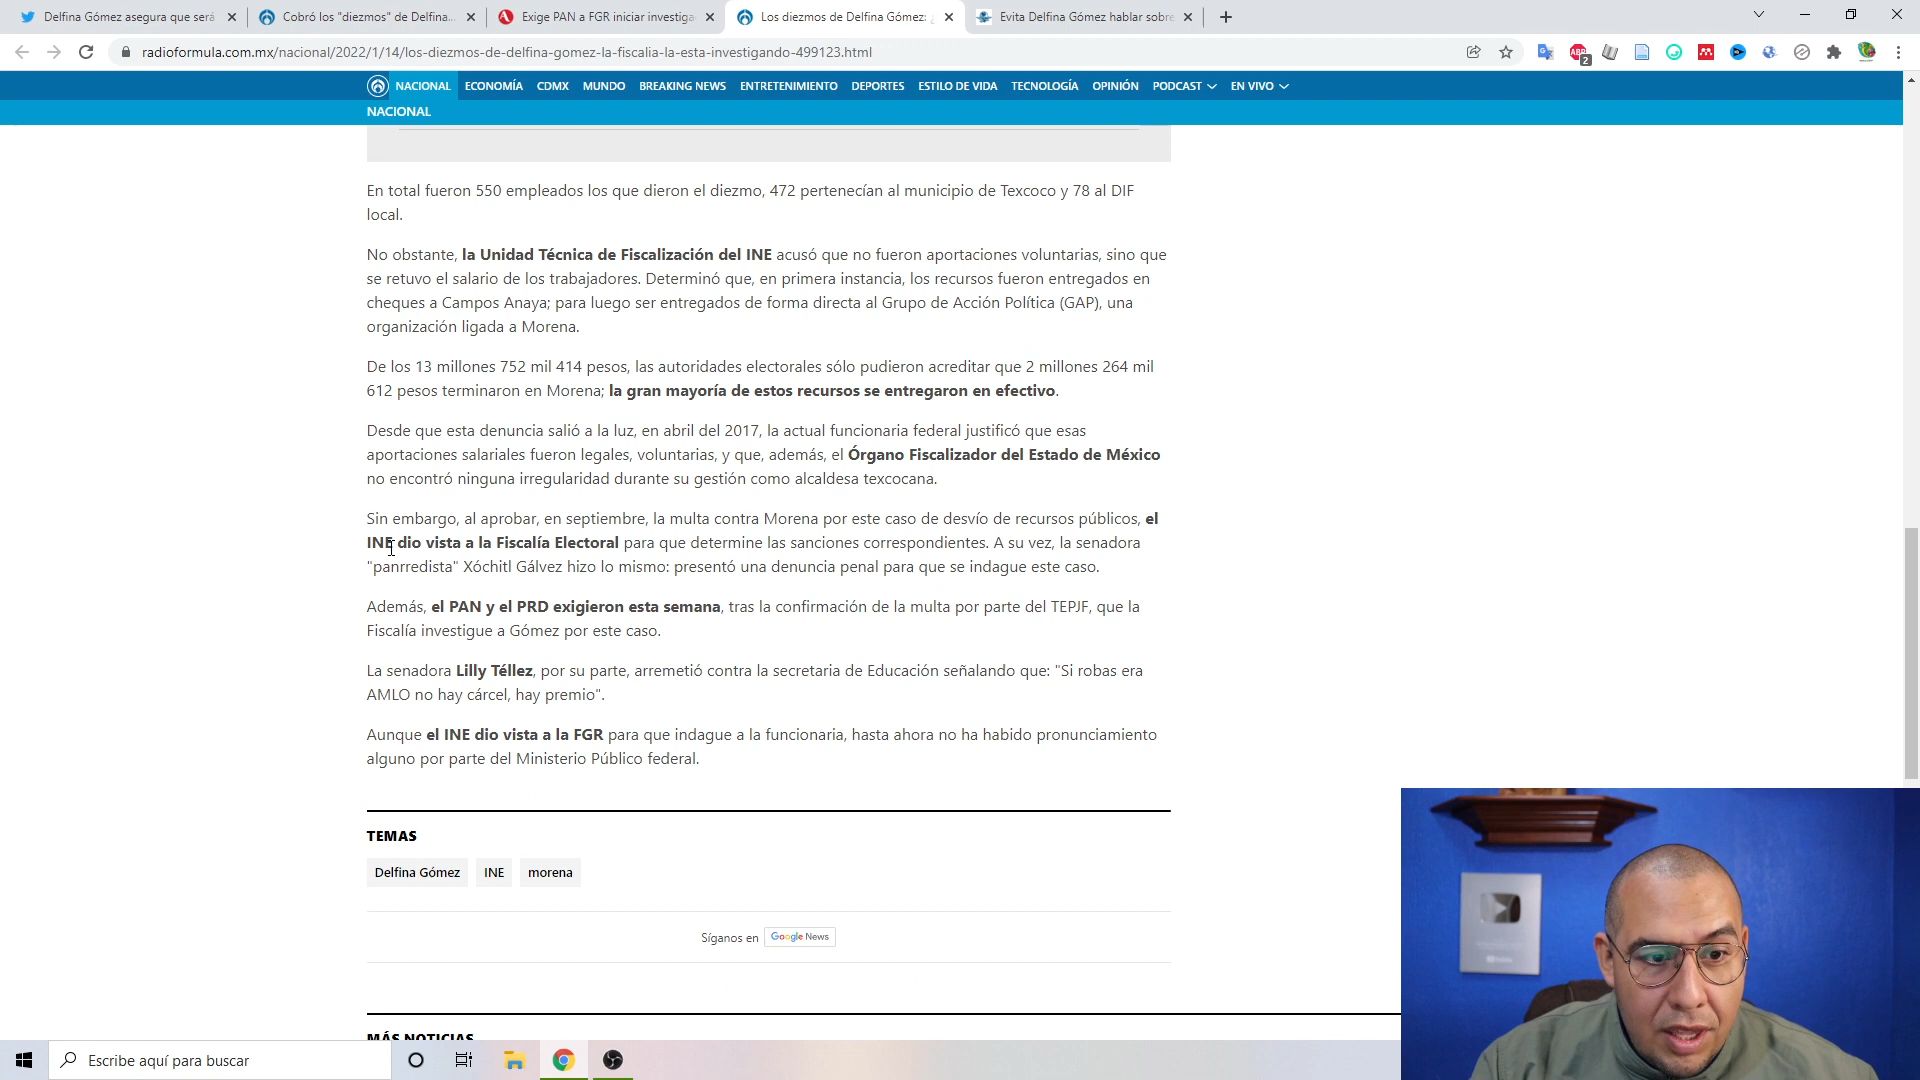 Delfina Gómez asegura que será
Cobró los "diezmos" de Delfina...
Exige PAN a FGR iniciar investiga
Los diezmos de Delfina Gómez: ¿
Evita Delfina Gómez hablar sobre
radioformula.com.mx/nacional/2022/1/14/los-diezmos-de-delfina-gomez-la-fiscalia-la-esta-investigando-499123.html
NACIONAL ECONOMÍA CDMX MUNDO BREAKING NEWS ENTRETENIMIENTO DEPORTES ESTILO DE VIDA TECNOLOGÍA OPINIÓN PODCAST EN VIVO
NACIONAL
En total fueron 550 empleados los que dieron el diezmo, 472 pertenecían al municipio de Texcoco y 78 al DIF
local.
No obstante, la Unidad Técnica de Fiscalización del INE acusó que no fueron aportaciones voluntarias, sino que
se retuvo el salario de los trabajadores. Determinó que, en primera instancia, los recursos fueron entregados en
cheques a Campos Anaya; para luego ser entregados de forma directa al Grupo de Acción Política (GAP), una
organización ligada a Morena.
De los 13 millones 752 mil 414 pesos, las autoridades electorales sólo pudieron acreditar que 2 millones 264 mil
612 pesos terminaron en Morena; la gran mayoría de estos recursos se entregaron en efectivo.
Desde que esta denuncia salió a la luz, en abril del 2017, la actual funcionaria federal justificó que esas
aportaciones salariales fueron legales, voluntarias, y que, además, el Órgano Fiscalizador del Estado de México
no encontró ninguna irregularidad durante su gestión como alcaldesa texcocana.
Sin embargo, al aprobar, en septiembre, la multa contra Morena por este caso de desvío de recursos públicos, el
INE dio vista a la Fiscalía Electoral para que determine las sanciones correspondientes. A su vez, la senadora
"panrredista" Xóchitl Gálvez hizo lo mismo: presentó una denuncia penal para que se indague este caso.
Además, el PAN y el PRD exigieron esta semana, tras la confirmación de la multa por parte del TEPJF, que la
Fiscalía investigue a Gómez por este caso.
La senadora Lilly Téllez, por su parte, arremetió contra la secretaria de Educación señalando que: "Si robas era
AMLO no hay cárcel, hay premio".
Aunque el INE dio vista a la FGR para que indague a la funcionaria, hasta ahora no ha habido pronunciamiento
alguno por parte del Ministerio Público federal.
TEMAS
Delfina Gómez INE morena
Síganos en Google News
MÁS NOTICIAS
Escribe aquí para buscar